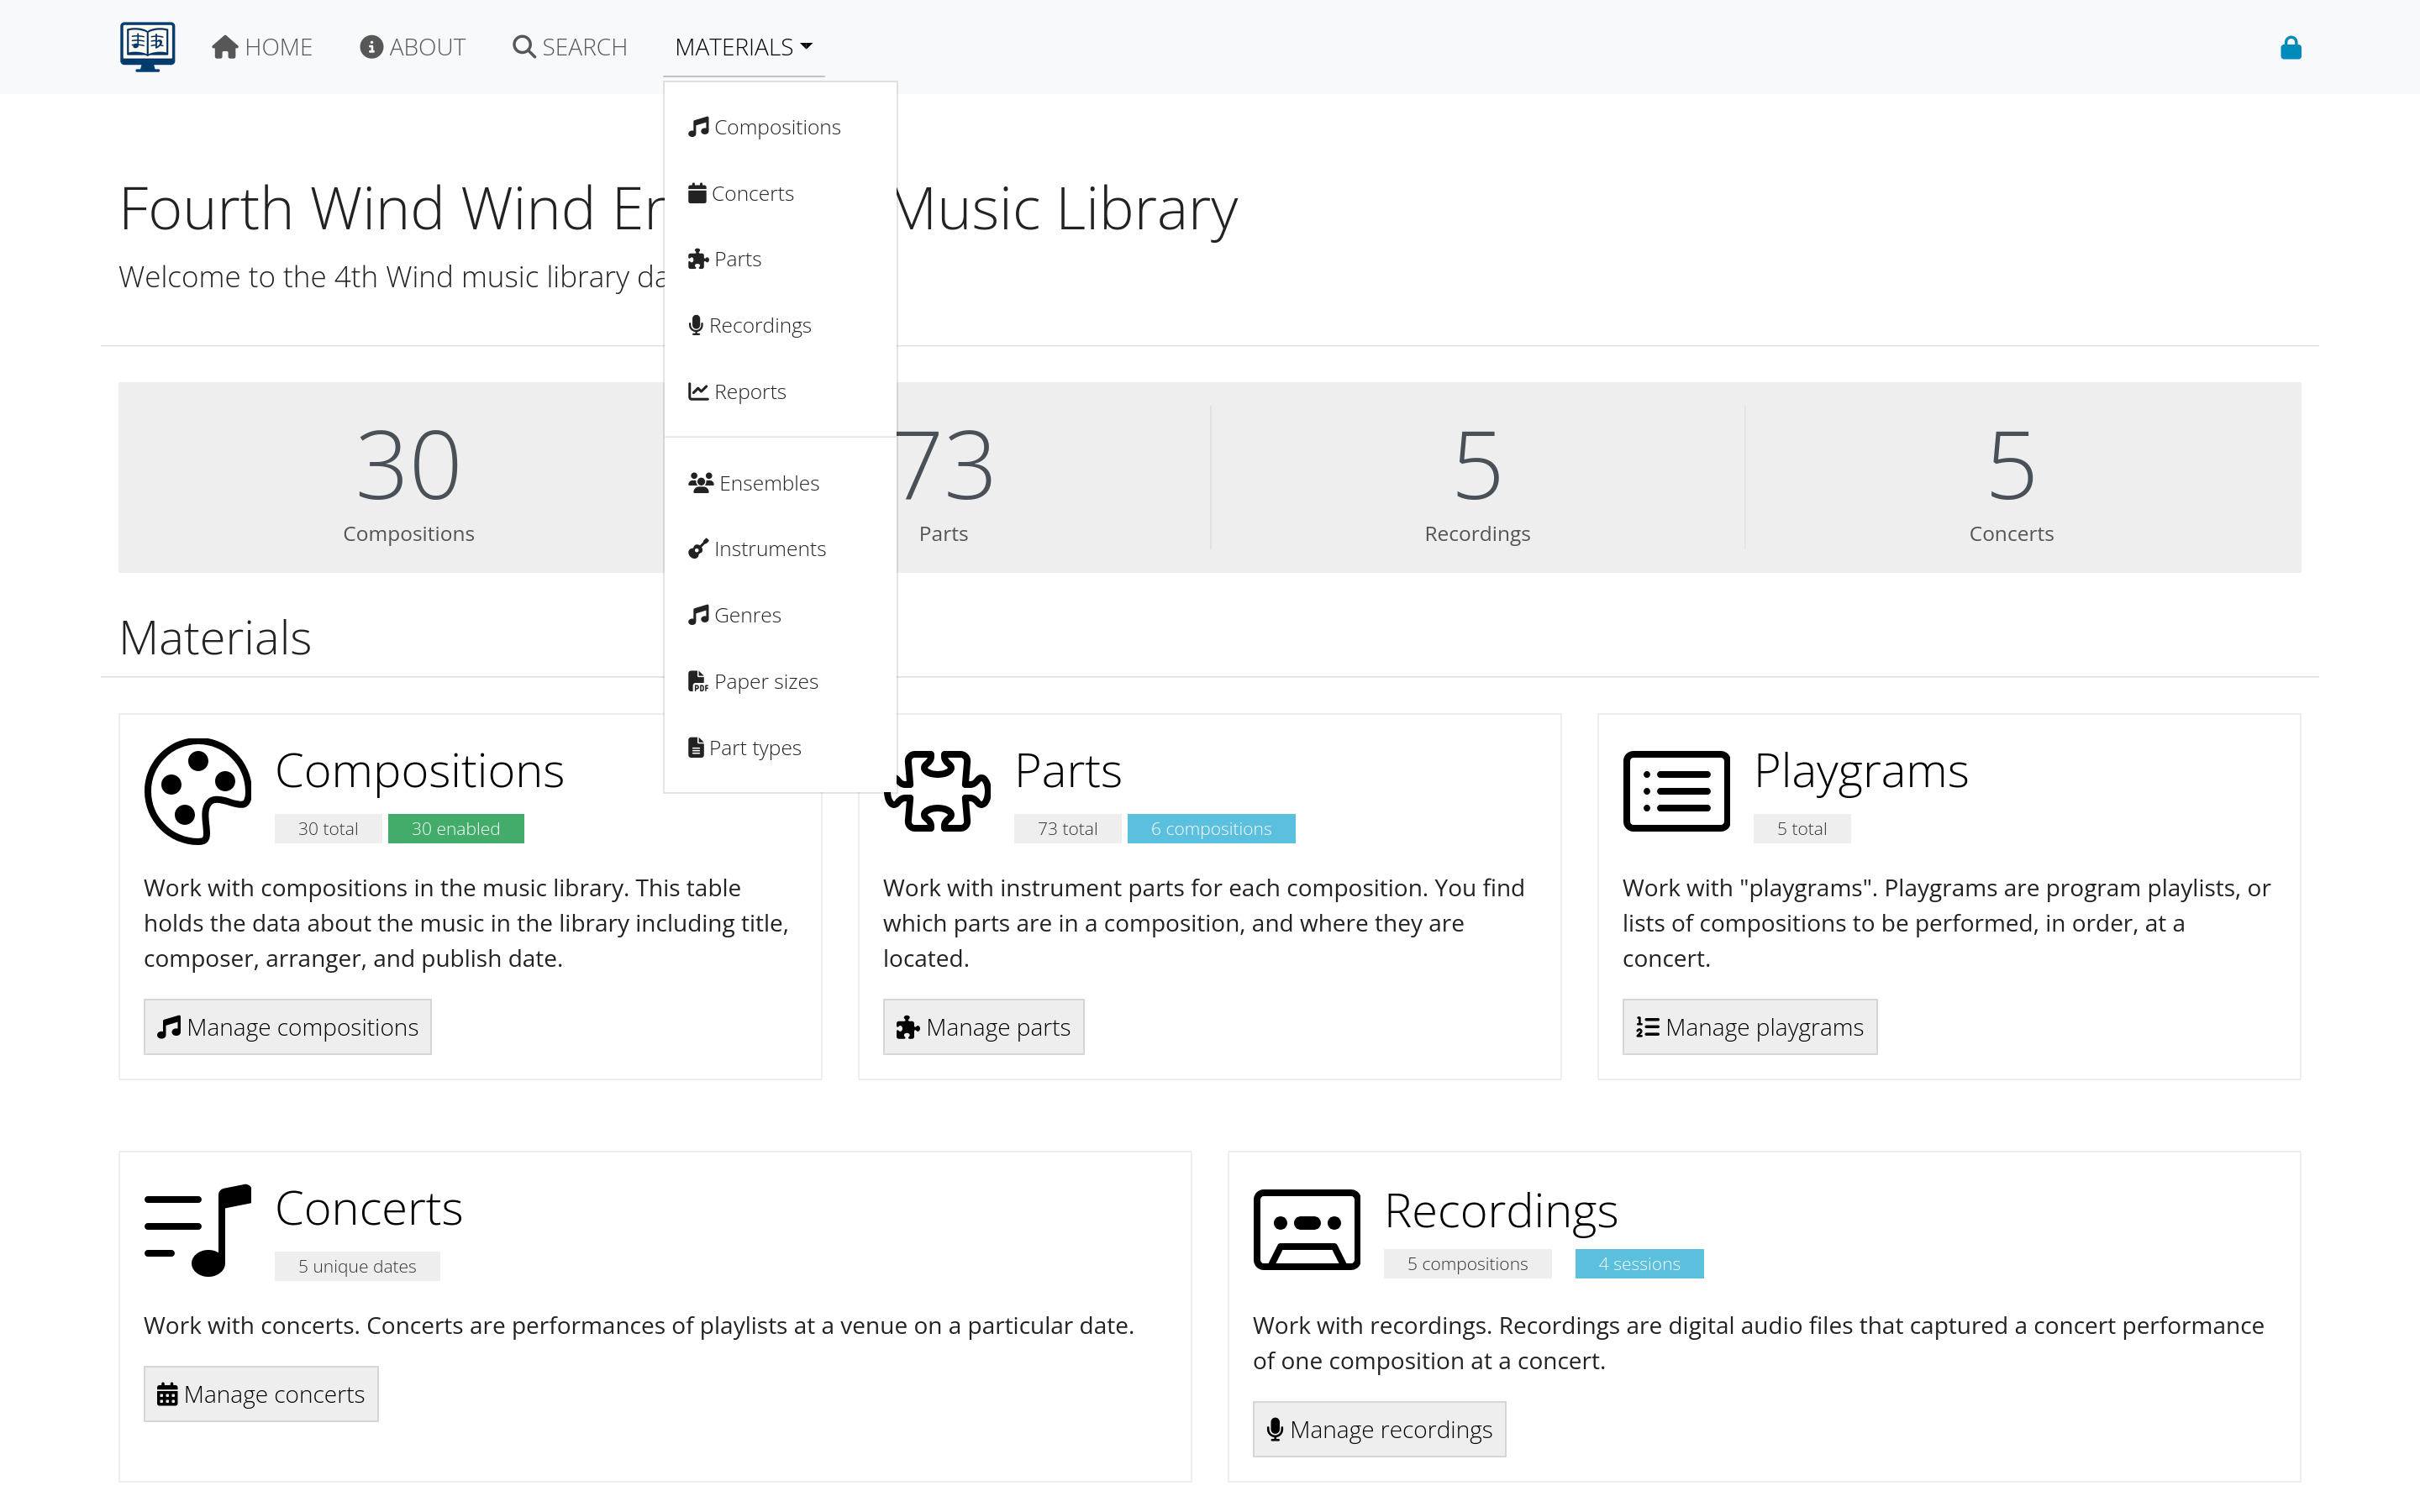 HOME ABOUT SEARCH MATERIALS
Compositions
Concerts
Parts
Recordings
Reports
Ensembles
Instruments
Genres
Paper sizes
Part types
Fourth Wind Wind Music Library
Welcome to the 4th Wind music library
30
Compositions
73
Parts
5
Recordings
5
Concerts
Materials
Compositions
30 total 30 enabled
Work with compositions in the music library. This table
holds the data about the music in the library including title,
composer, arranger, and publish date.
Manage compositions
Parts
73 total 6 compositions
Work with instrument parts for each composition. You find
which parts are in a composition, and where they are
located.
Manage parts
Playgrams
5 total
Work with "playgrams". Playgrams are program playlists, or
lists of compositions to be performed, in order, at a
concert.
Manage playgrams
Concerts
5 unique dates
Work with concerts. Concerts are performances of playlists at a venue on a particular date.
Manage concerts
Recordings
5 compositions 4 sessions
Work with recordings. Recordings are digital audio files that captured a concert performance
of one composition at a concert.
Manage recordings